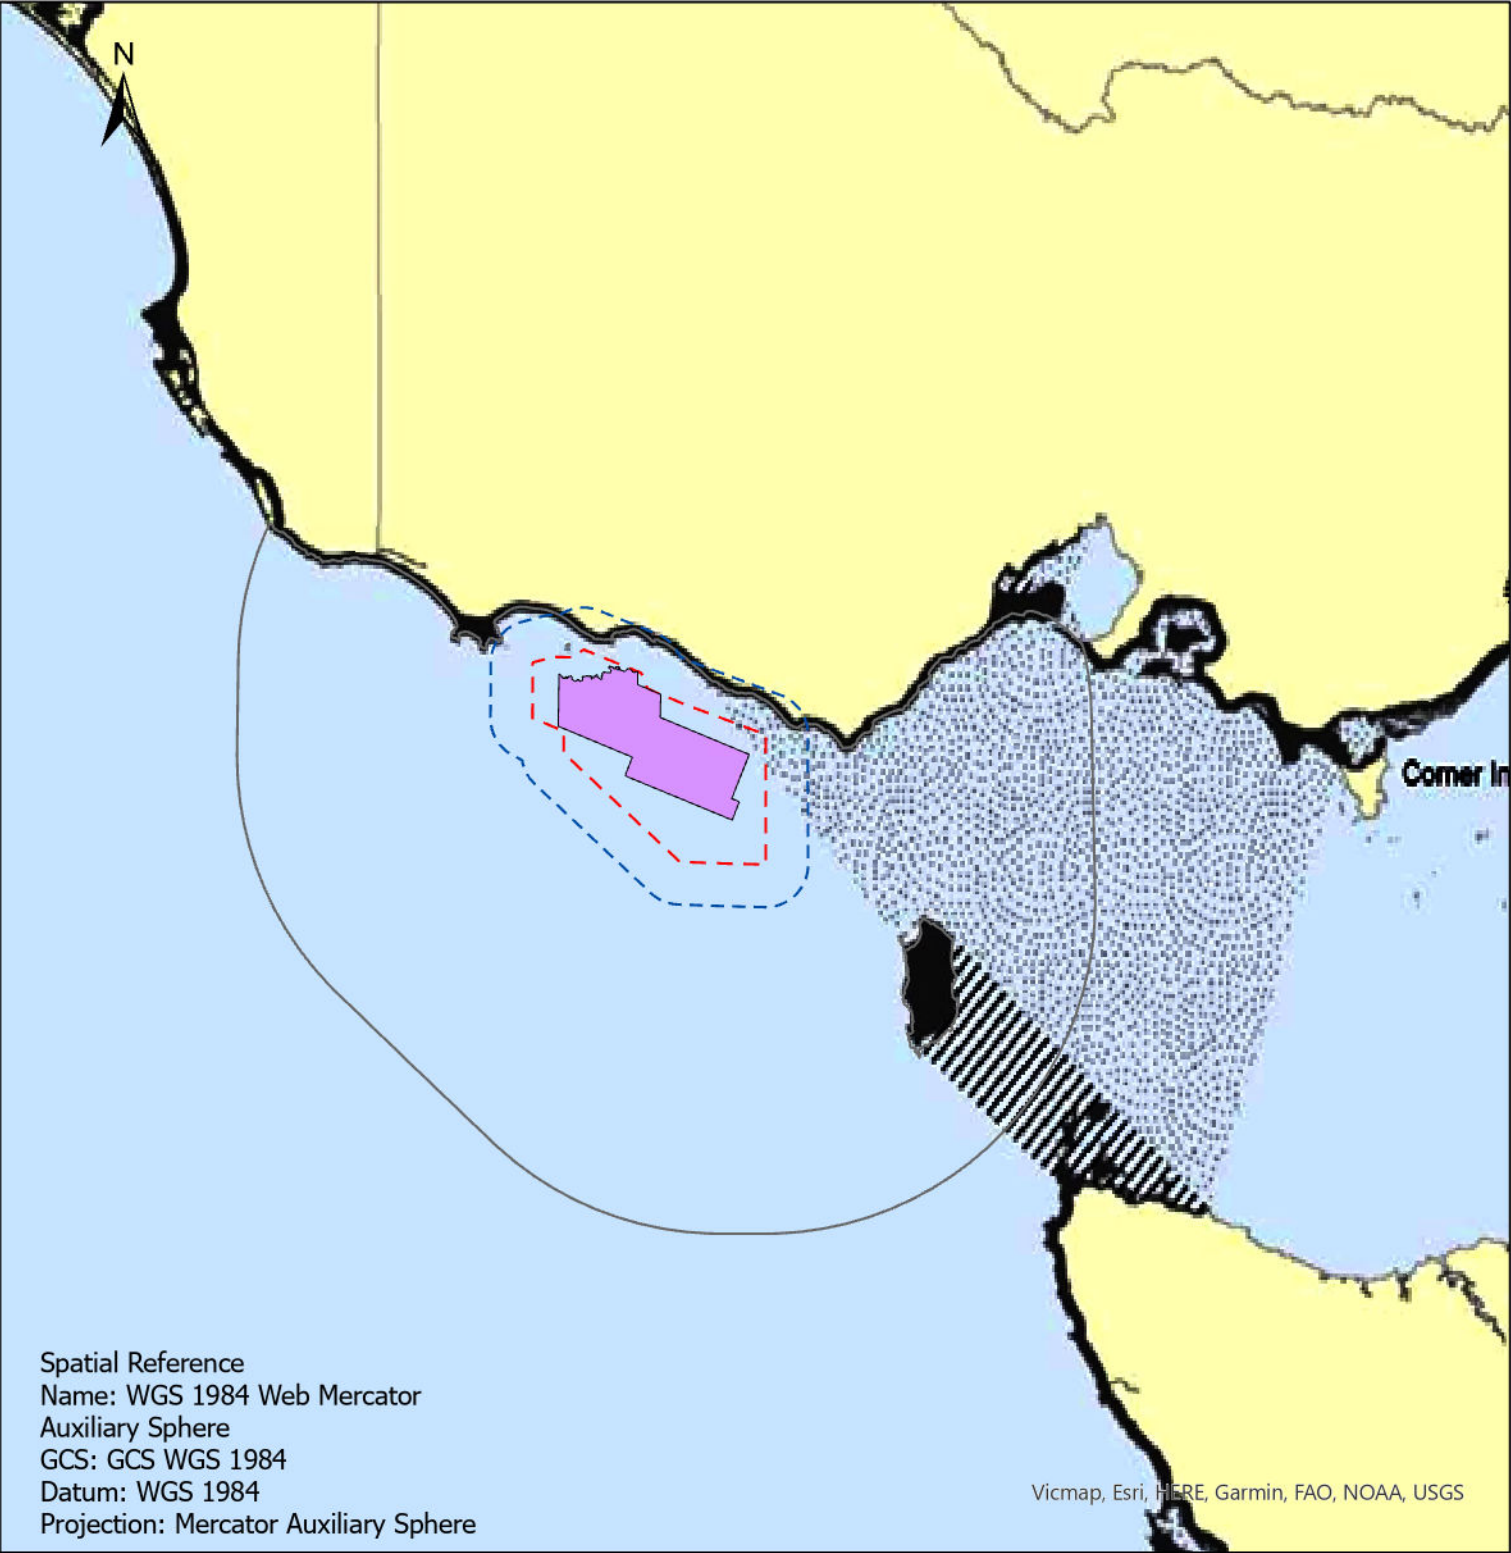 N
Corner In
Spatial Reference
Name: WGS 1984 Web Mercator
Auxiliary Sphere
GCS: GCS WGS 1984
Datum: WGS 1984
Projection: Mercator Auxiliary Sphere
Vicmap, Esri, HERE, Garmin, FAO, NOAA, USGS